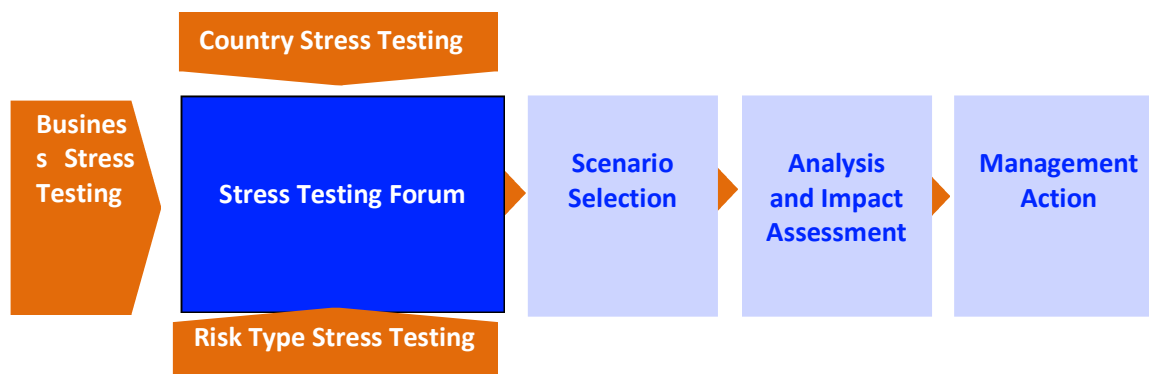 Country Stress Testing
Busines
s Stress
Testing
Stress Testing Forum
Scenario
Selection
Analysis
and Impact
Assessment
Management
Action
Risk Type Stress Testing